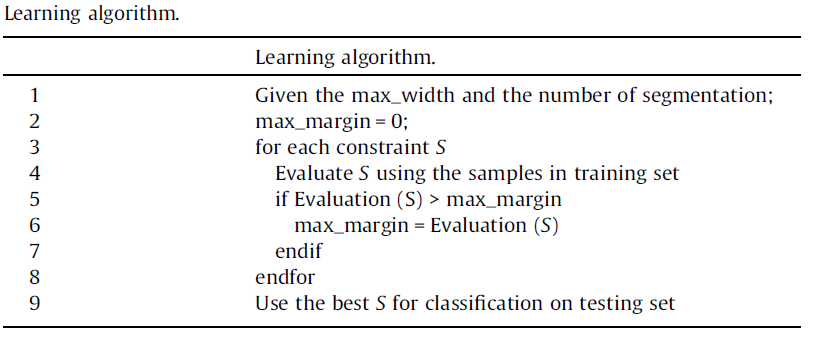 Learning algorithm.
Learning algorithm.
1 Given the max_width and the number of segmentation;
2 max_margin = 0;
3 for each constraint S
4 Evaluate S using the samples in training set
5 if Evaluation (S) > max_margin
6 max_margin = Evaluation (S)
7 endif
8 endfor
9 Use the best S for classification on testing set